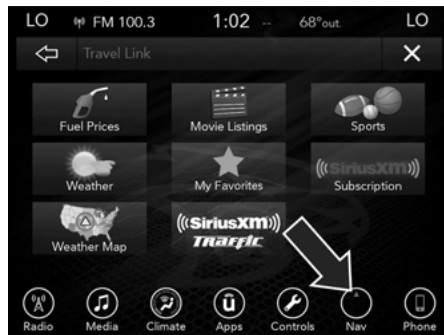 LO FM 100.3 1:02 -- 68°out. LO
Travel Link
Fuel Prices Movie Listings Sports
((SiriusXM))
Weather My Favorites Subscription
Weather Map ((SiriusXM)) Traffic
Radio Media Climate Apps Controls Nav Phone